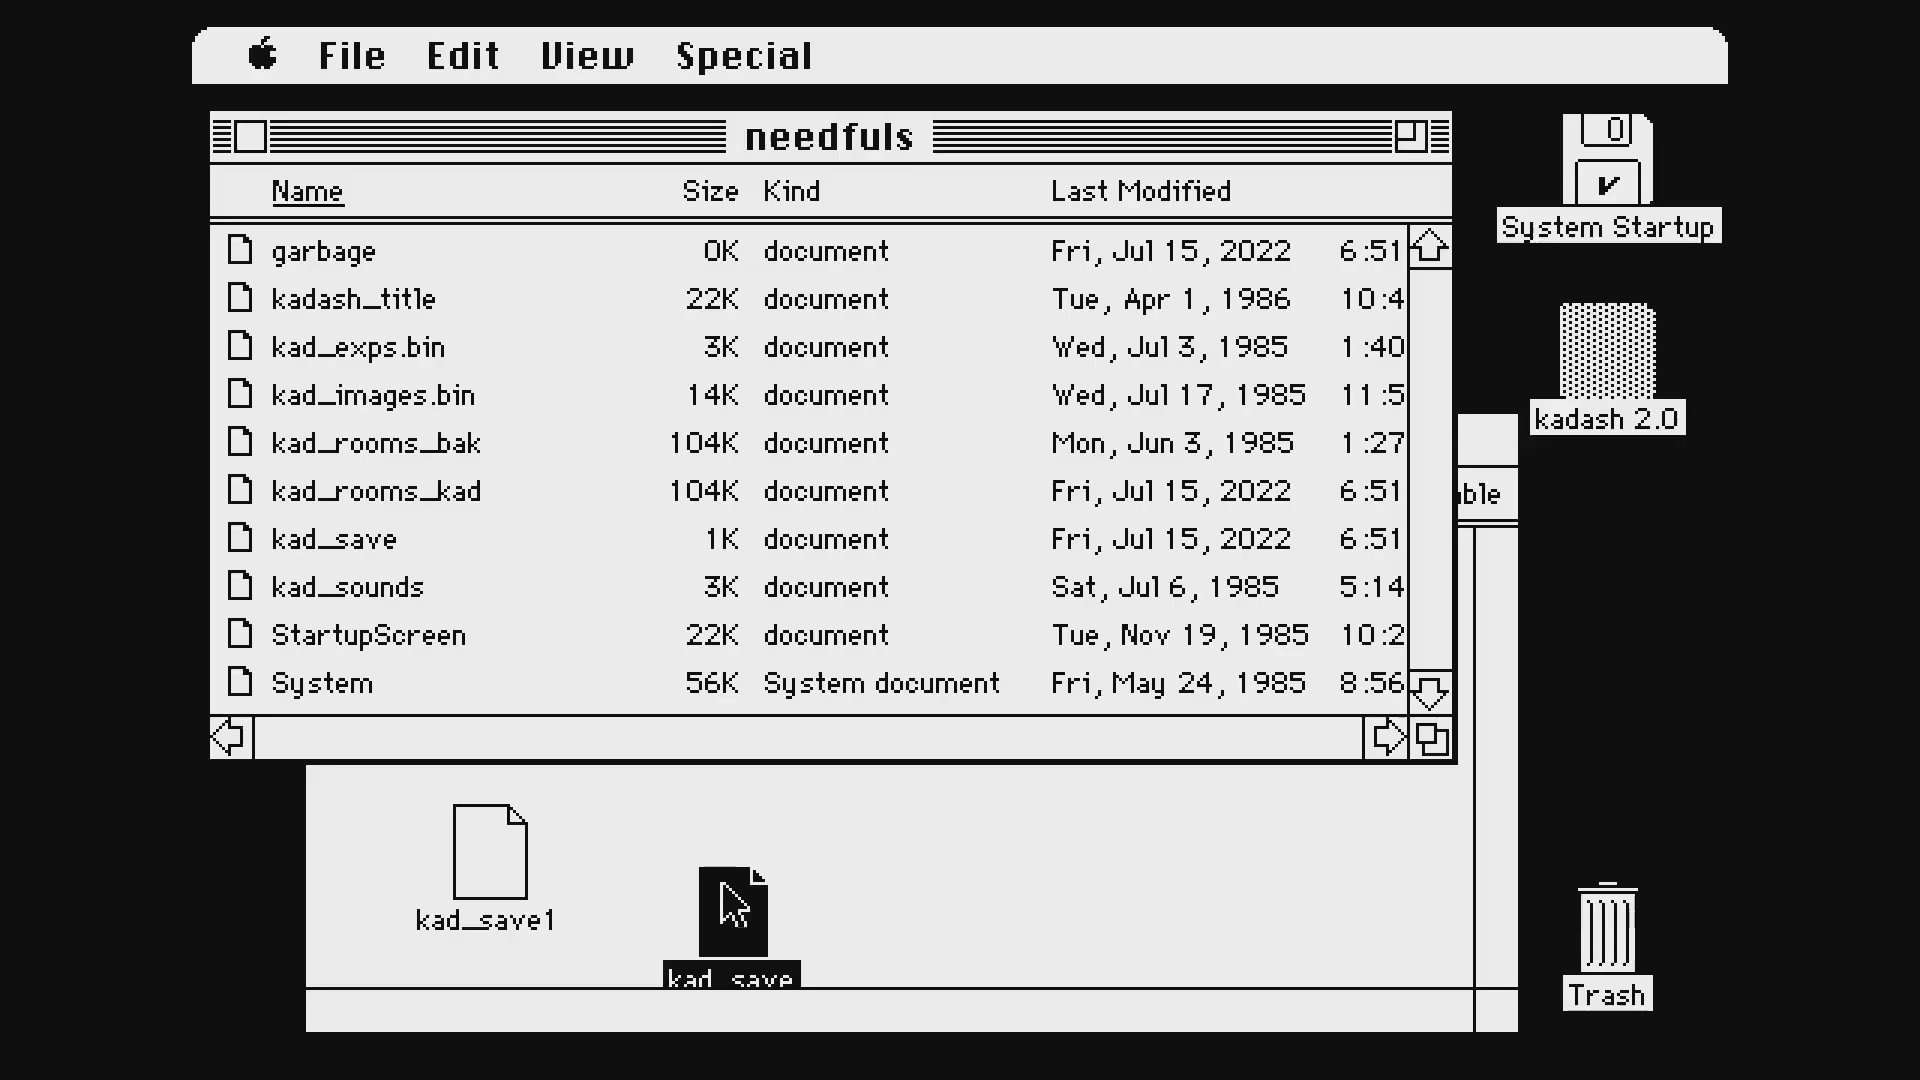 File Edit View Special
needfuls
Name Size Kind Last Modified
garbage 0K document Fri, Jul 15, 2022 6:51
kadash_title 22K document Tue, Apr 1, 1986 10:4
kad_exps.bin 3K document Wed, Jul 3, 1985 1:40
kad_images.bin 14K document Wed, Jul 17, 1985 11:5
kad_rooms_bak 104K document Mon, Jun 3, 1985 1:27
kad_rooms_kad 104K document Fri, Jul 15, 2022 6:51
kad_save 1K document Fri, Jul 15, 2022 6:51
kad_sounds 3K document Sat, Jul 6, 1985 5:14
StartupScreen 22K document Tue, Nov 19, 1985 10:2
System 56K System document Fri, May 24, 1985 8:56
0
System Startup
kadash 2.0
ble
kad_save1
kad_save
Trash